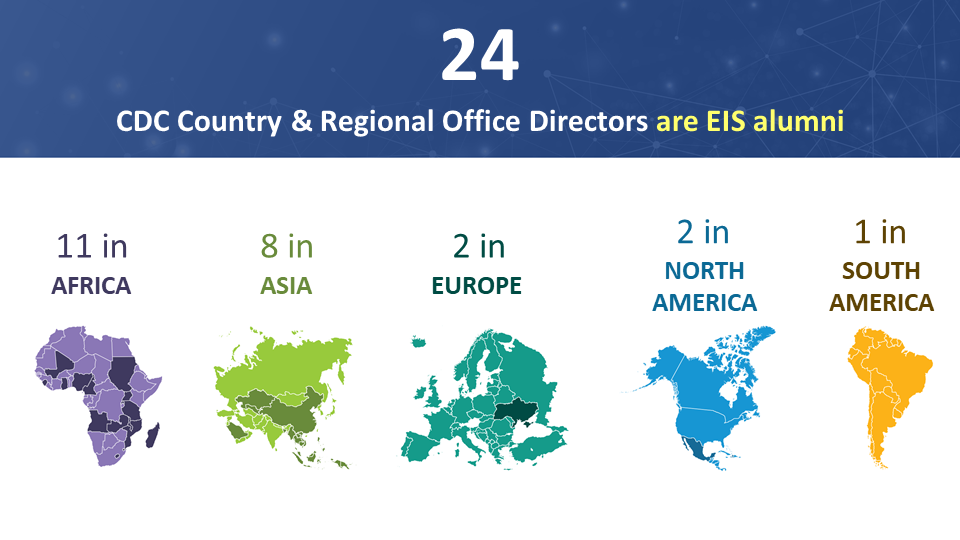 24
CDC Country & Regional Office Directors are EIS alumni
11 in
AFRICA
8 in
ASIA
2 in
EUROPE
2 in
NORTH
AMERICA
1 in
SOUTH
AMERICA